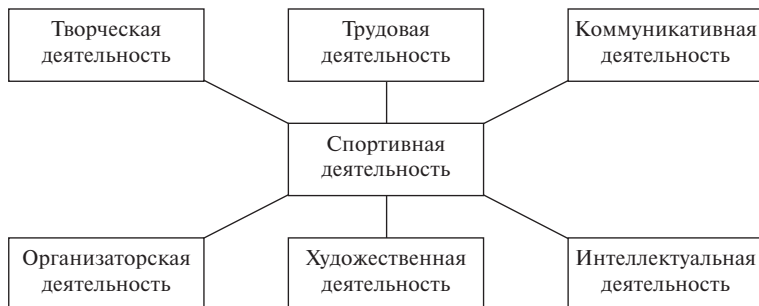 Творческая
деятельность
Трудовая
деятельность
Коммуникативная
деятельность
Спортивная
деятельность
Организаторская
деятельность
Художественная
деятельность
Интеллектуальная
деятельность